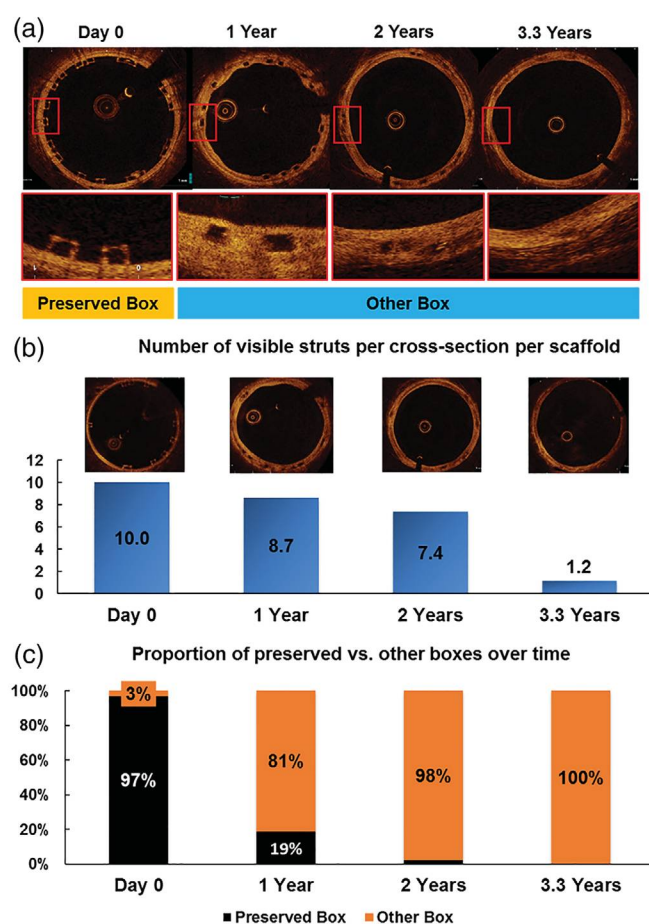 (a)
Day 0 1 Year 2 Years 3.3 Years
Preserved Box Other Box
(b)
Number of visible struts per cross-section per scaffold
12
10
8
6
4
2
0
10.0 8.7 7.4 1.2
Day 0 1 Year 2 Years 3.3 Years
(c)
Proportion of preserved vs. other boxes over time
100%
80%
60%
40%
20%
0%
3%
97%
81%
19%
98%
100%
Day 0 1 Year 2 Years 3.3 Years
Preserved Box Other Box